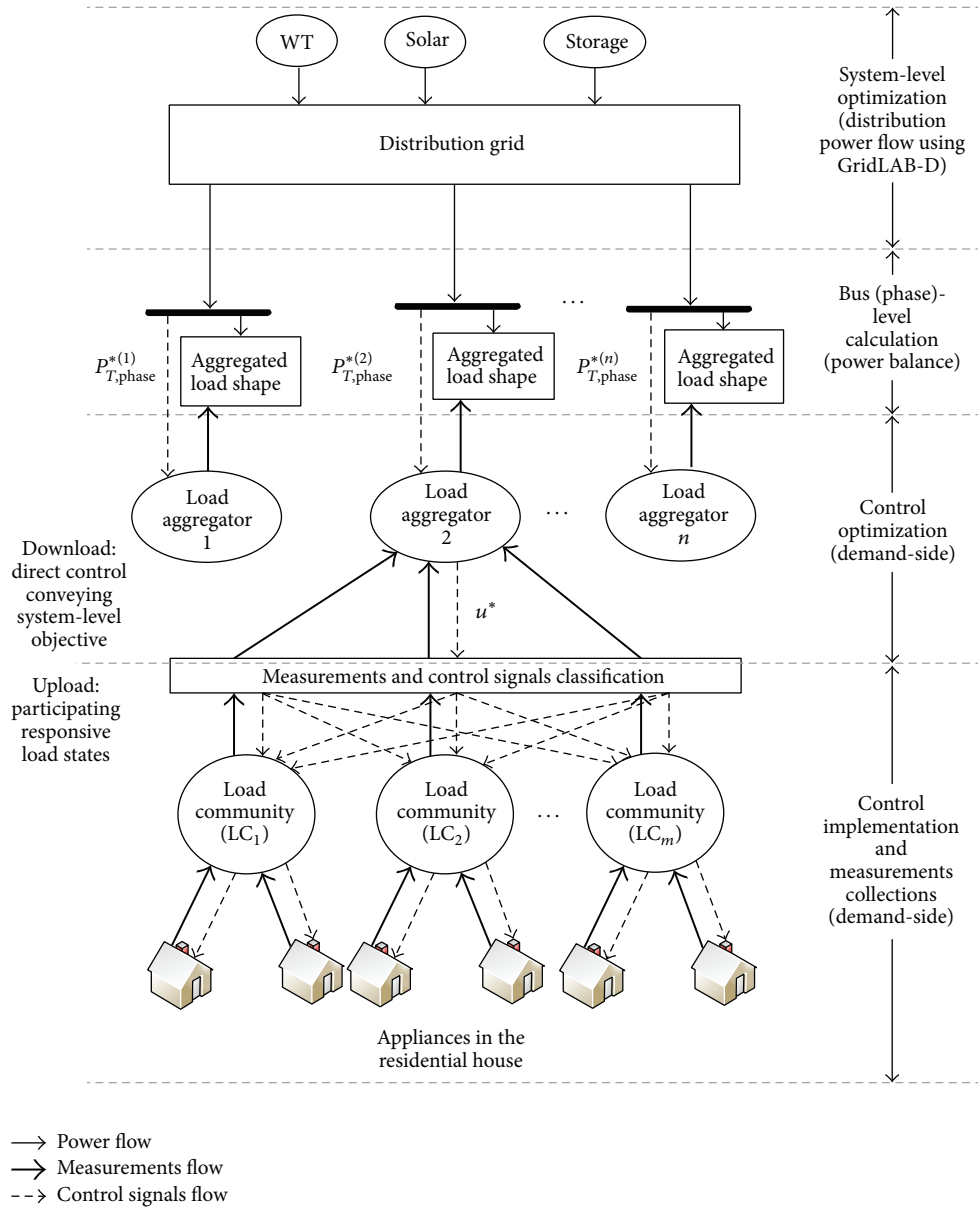 WT
Solar
Storage
Distribution grid
System-level
optimization
(distribution
power flow using
GridLAB-D)
P*(1)T,phase
Aggregated
load shape
P*(2)T,phase
Aggregated
load shape
...
P*(n)T,phase
Aggregated
load shape
Bus (phase)-
level
calculation
(power balance)
Load
aggregator
1
Load
aggregator
2
...
Load
aggregator
n
Control
optimization
(demand-side)
Download:
direct control
conveying
system-level
objective
u*
Upload:
participating
responsive
load states
Measurements and control signals classification
Load
community
(LC1)
Load
community
(LC2)
...
Load
community
(LCm)
Control
implementation
and
measurements
collections
(demand-side)
Appliances in the
residential house
Power flow
Measurements flow
Control signals flow